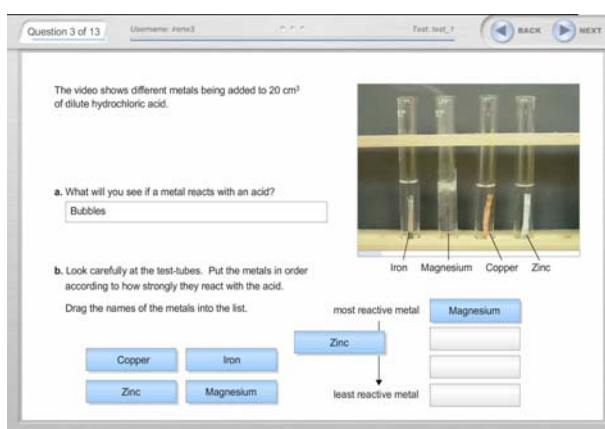 Question 3 of 13
Username: #ome3
Test: test_1
BACK
NEXT
The video shows different metals being added to 20 cm³
of dilute hydrochloric acid.
a. What will you see if a metal reacts with an acid?
Bubbles
Iron Magnesium Copper Zinc
b. Look carefully at the test-tubes. Put the metals in order
according to how strongly they react with the acid.
Drag the names of the metals into the list.
most reactive metal
Magnesium
Zinc
Copper
Iron
Zinc
Magnesium
least reactive metal